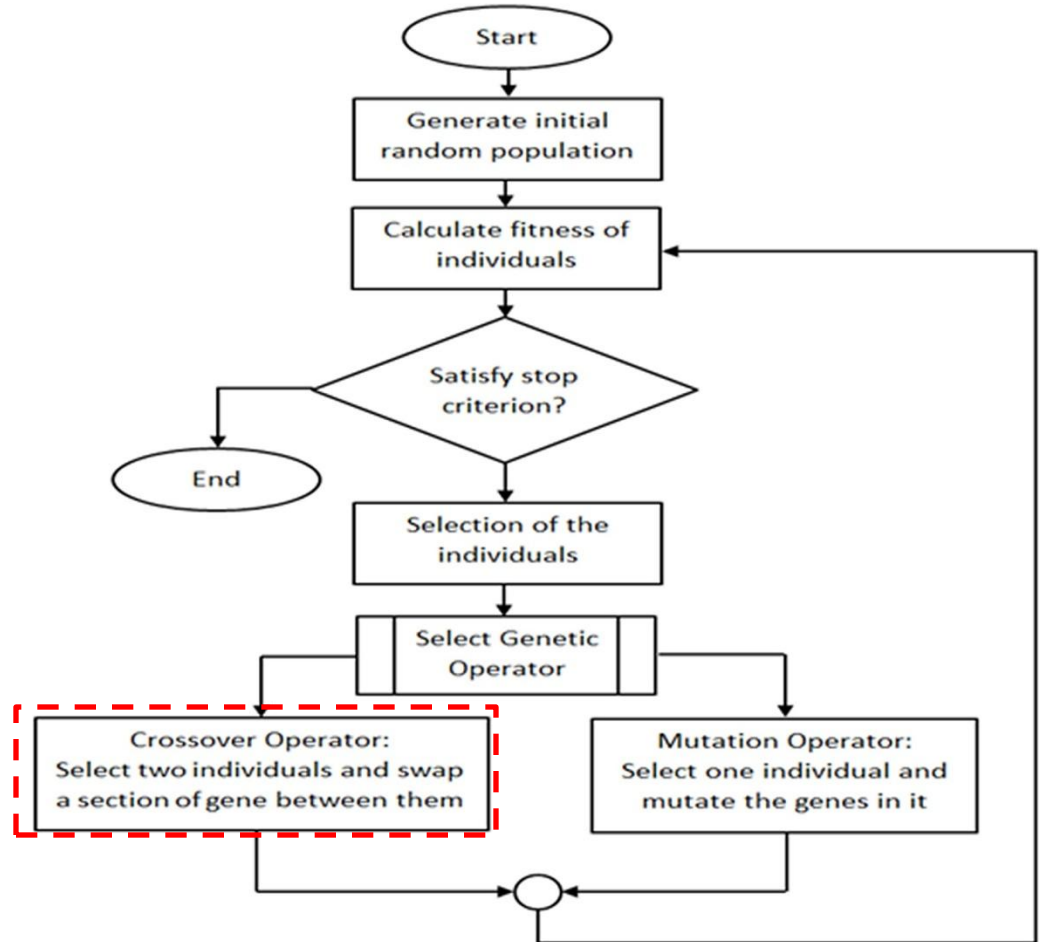 Start
Generate initial
random population
Calculate fitness of
individuals
Satisfy stop
criterion?
End
Selection of the
individuals
Select Genetic
Operator
Crossover Operator:
Select two individuals and swap
a section of gene between them
Mutation Operator:
Select one individual and
mutate the genes in it